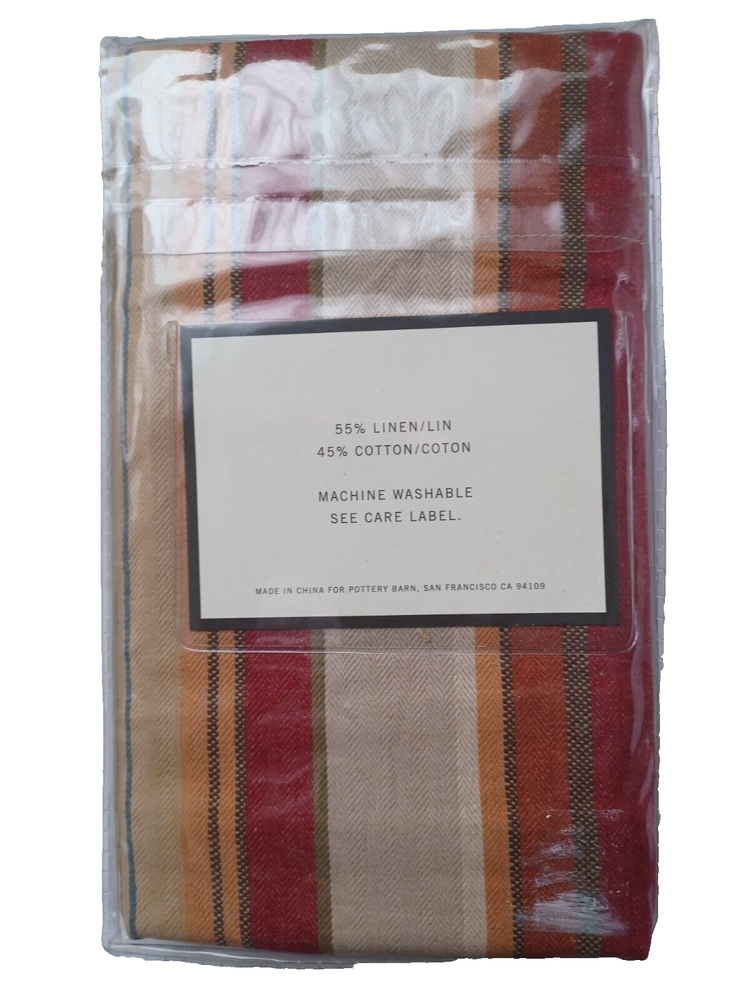 55% LINEN/LIN
45% COTTON/COTON
MACHINE WASHABLE
SEE CARE LABEL.
MADE IN CHINA FOR POTTERY BARN, SAN FRANCISCO CA 94109